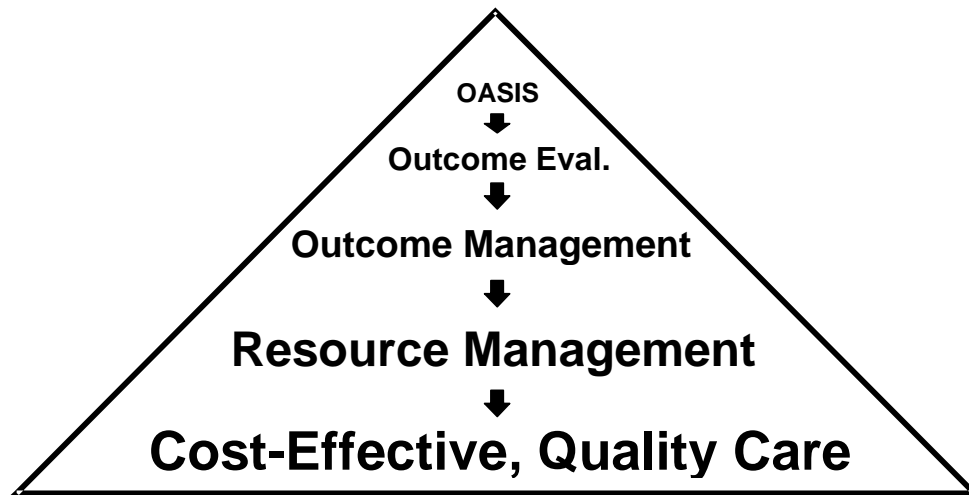 OASIS
Outcome Eval.
Outcome Management
Resource Management
Cost-Effective, Quality Care